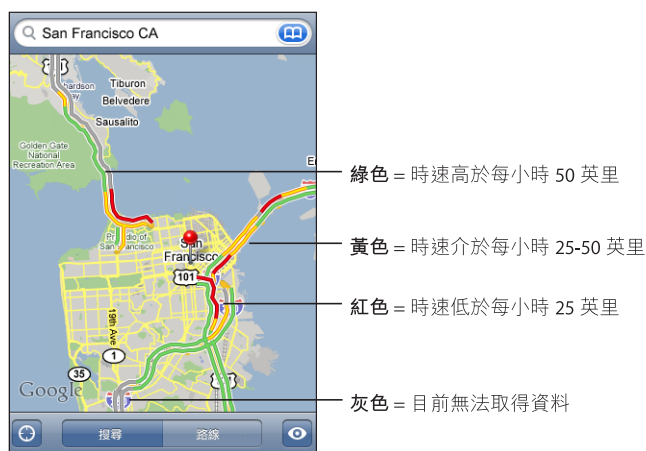 San Francisco CA
Tiburon
Belvedere
Sausalito
Golden Gate
National
Recreation Area
San Francisco
101
19th Ave
1
35
Google
搜尋
路線
綠色 = 時速高於每小時 50 英里
黃色 = 時速介於每小時 25-50 英里
紅色 = 時速低於每小時 25 英里
灰色 = 目前無法取得資料